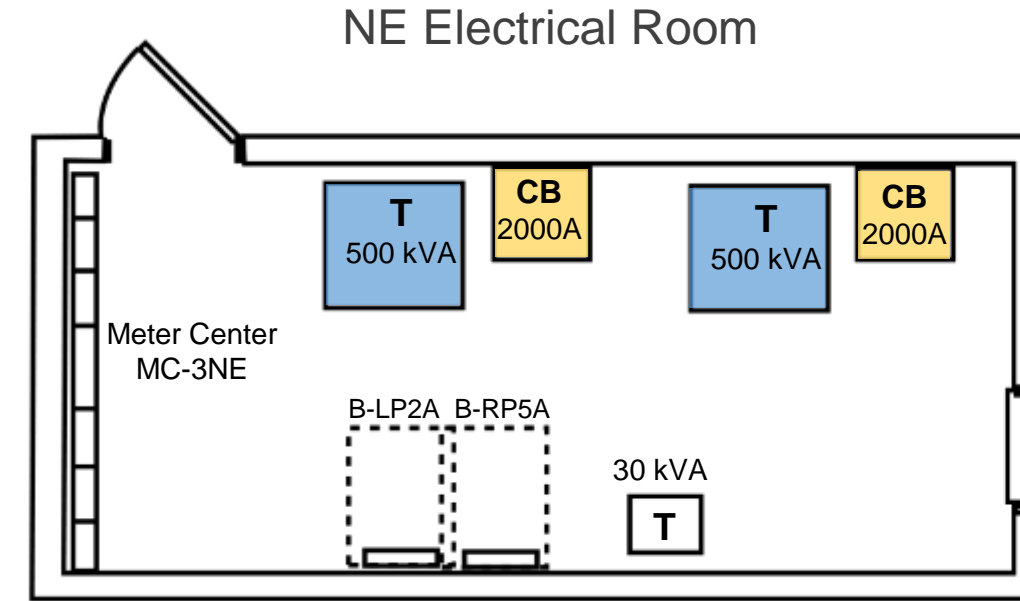 NE Electrical Room
T
500 kVA
CB
2000A
T
500 kVA
CB
2000A
Meter Center
MC-3NE
B-LP2A B-RP5A
30 kVA
T